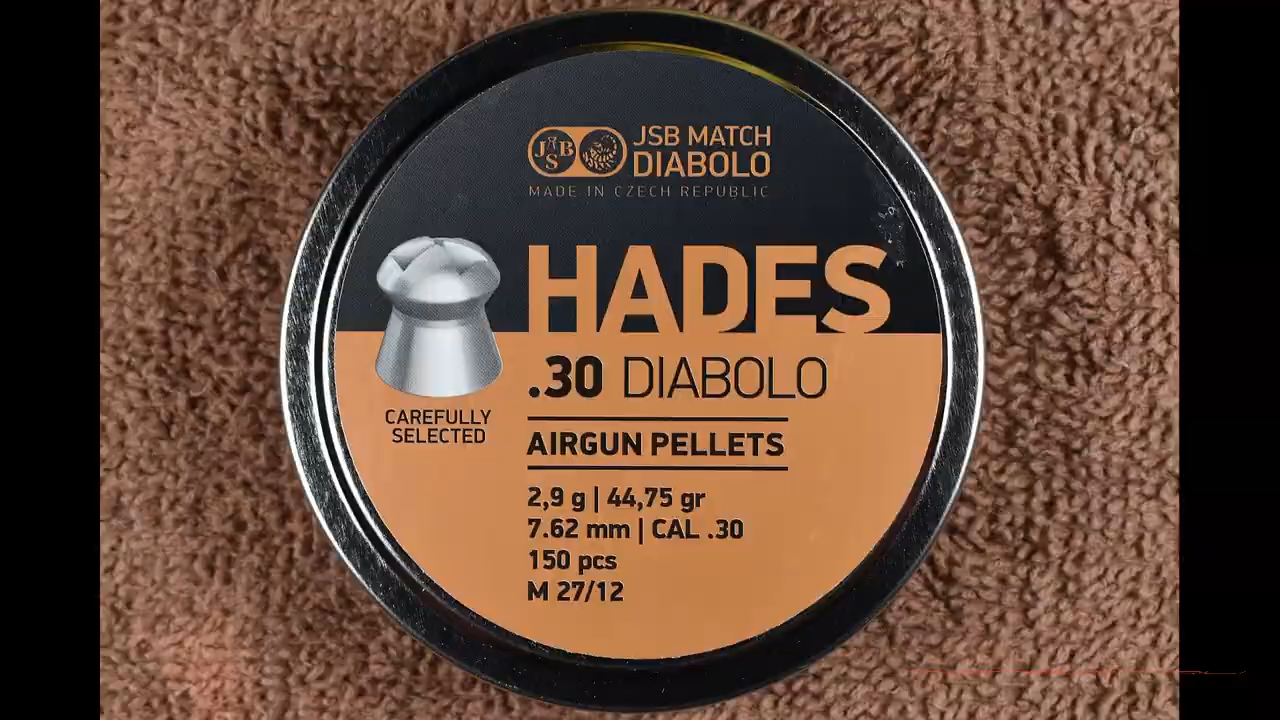 JSB
JSB MATCH
DIABOLO
MADE IN CZECH REPUBLIC
HADES
.30 DIABOLO
CAREFULLY
SELECTED
AIRGUN PELLETS
2,9 g | 44,75 gr
7.62 mm | CAL .30
150 pcs
M 27/12